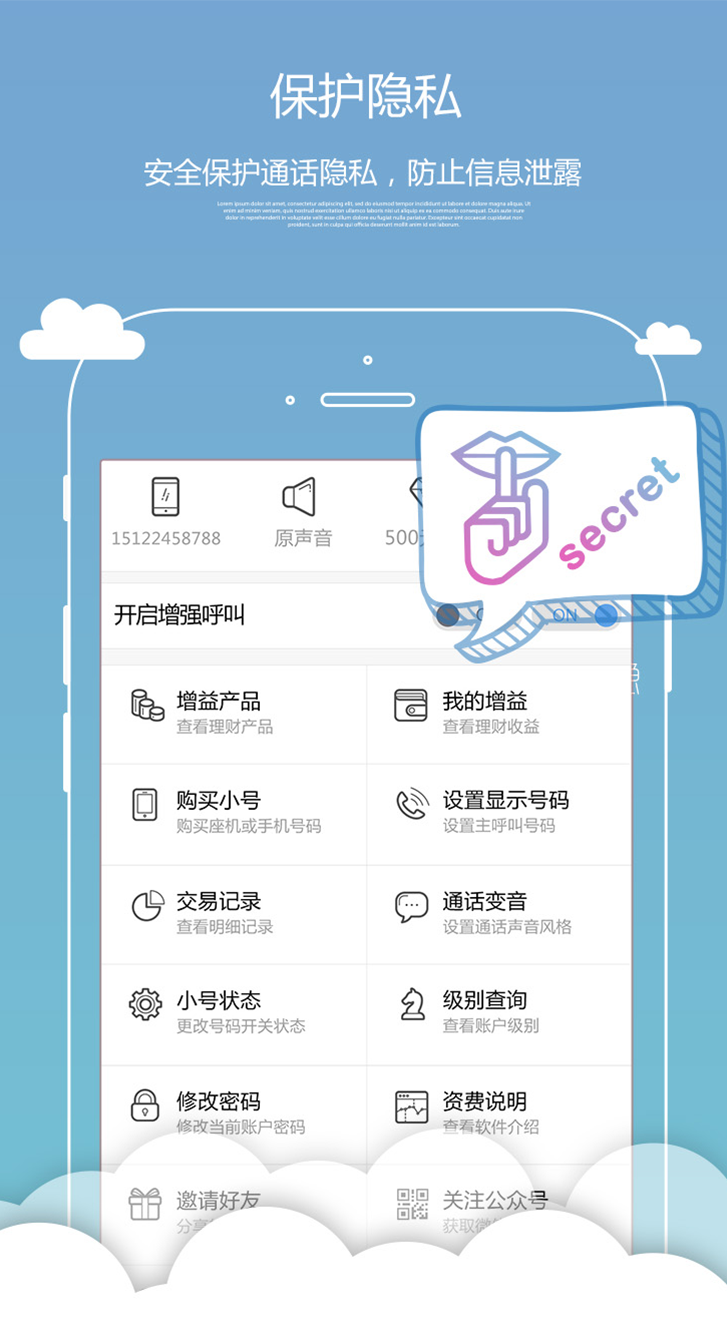 保护隐私
安全保护通话隐私，防止信息泄露
Lorem ipsum dolor sit amet, consectetur adipiscing elit, sed do eiusmod tempor incididunt ut labore et dolore magna aliqua. Ut
enim ad minim veniam, quis nostrud exercitation ullamco laboris nisi ut aliquip ex ea commodo consequat. Duis aute irure
dolor in reprehenderit in voluptate velit esse cillum dolore eu fugiat nulla pariatur. Excepteur sint occaecat cupidatat non
proident, sunt in culpa qui officia deserunt mollit anim id est laborum.
secret
15122458788
原声音
500
开启增强呼叫
ON
增益产品
查看理财产品
我的增益
查看理财收益
购买小号
购买座机或手机号码
设置显示号码
设置主呼叫号码
交易记录
查看明细记录
通话变音
设置通话声音风格
小号状态
更改号码开关状态
级别查询
查看账户级别
修改密码
修改当前账户密码
资费说明
查看软件介绍
邀请好友
分享
关注公众号
获取微